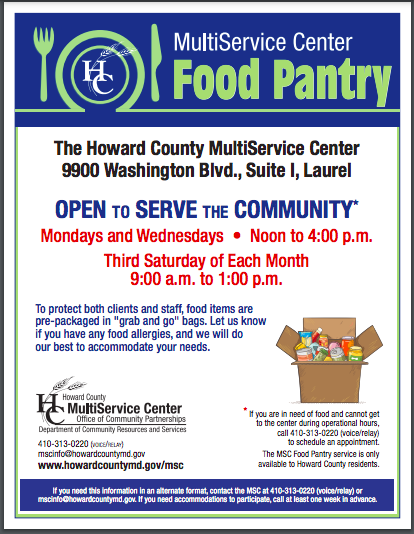 MultiService Center
Food Pantry
HC
The Howard County MultiService Center
9900 Washington Blvd., Suite I, Laurel
OPEN TO SERVE THE COMMUNITY*
Mondays and Wednesdays • Noon to 4:00 p.m.
Third Saturday of Each Month
9:00 a.m. to 1:00 p.m.
To protect both clients and staff, food items are
pre-packaged in "grab and go" bags. Let us know
if you have any food allergies, and we will do
our best to accommodate your needs.
HC
Howard County
MultiService Center
Office of Community Partnerships
Department of Community Resources and Services
410-313-0220 (VOICE/RELAY)
mscinfo@howardcountymd.gov
www.howardcountymd.gov/msc
* If you are in need of food and cannot get
to the center during operational hours,
call 410-313-0220 (voice/relay)
to schedule an appointment.
The MSC Food Pantry service is only
available to Howard County residents.
If you need this information in an alternate format, contact the MSC at 410-313-0220 (voice/relay) or
mscinfo@howardcountymd.gov. If you need accommodations to participate, call at least one week in advance.